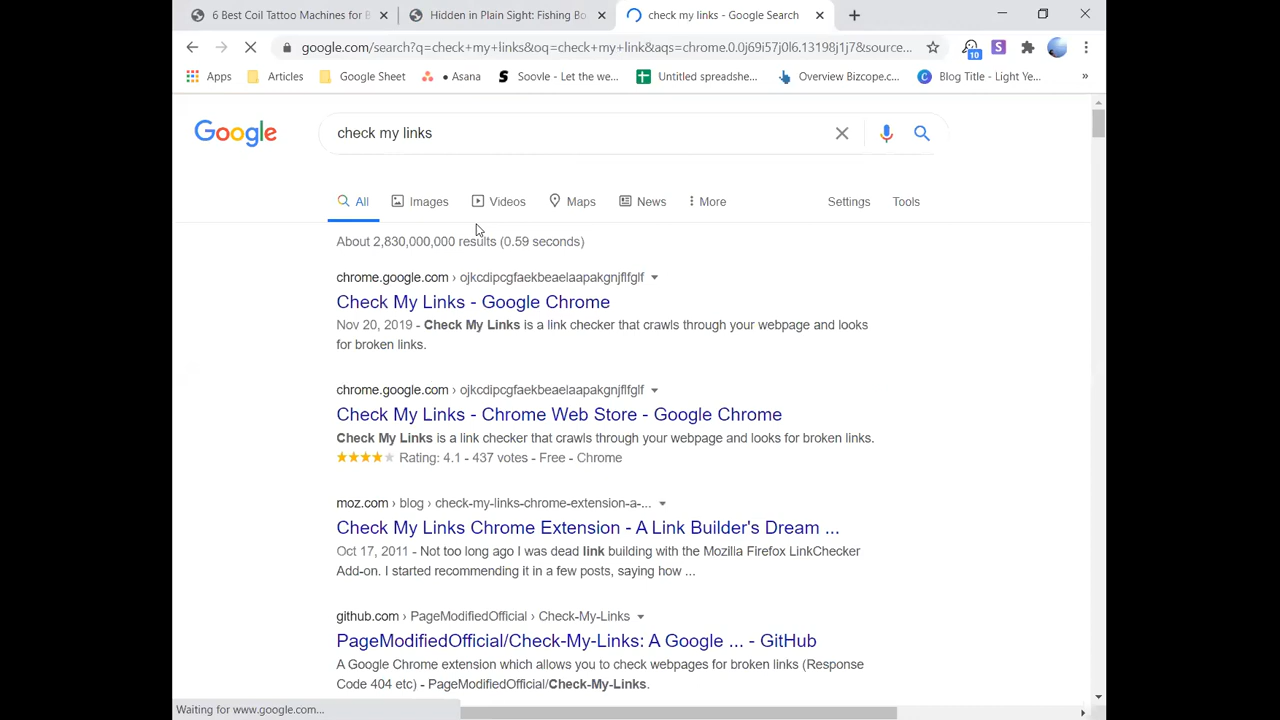 6 Best Coil Tattoo Machines for B
Hidden in Plain Sight: Fishing Bo
check my links - Google Search
google.com/search?q=check+my+links&oq=check+my+link&aqs=chrome.0.0j69i57j0l6.13198j1j7&source...
10
S
Apps
Articles
Google Sheet
• Asana
S
Soovle - Let the we...
Untitled spreadshe...
Overview Bizcope.c...
C
Blog Title - Light Ye...
»
Google
check my links
All
Images
Videos
Maps
News
More
Settings
Tools
About 2,830,000,000 results (0.59 seconds)
chrome.google.com › ojkcdipcgfaekbeaelaapakgnjflfglf
Check My Links - Google Chrome
Nov 20, 2019 - Check My Links is a link checker that crawls through your webpage and looks
for broken links.
chrome.google.com › ojkcdipcgfaekbeaelaapakgnjflfglf
Check My Links - Chrome Web Store - Google Chrome
Check My Links is a link checker that crawls through your webpage and looks for broken links.
Rating: 4.1 - 437 votes - Free - Chrome
moz.com › blog › check-my-links-chrome-extension-a-...
Check My Links Chrome Extension - A Link Builder's Dream ...
Oct 17, 2011 - Not too long ago I was dead link building with the Mozilla Firefox LinkChecker
Add-on. I started recommending it in a few posts, saying how ...
github.com › PageModifiedOfficial › Check-My-Links
PageModifiedOfficial/Check-My-Links: A Google ... - GitHub
A Google Chrome extension which allows you to check webpages for broken links (Response
Code 404 etc) - PageModifiedOfficial/Check-My-Links.
Waiting for www.google.com...